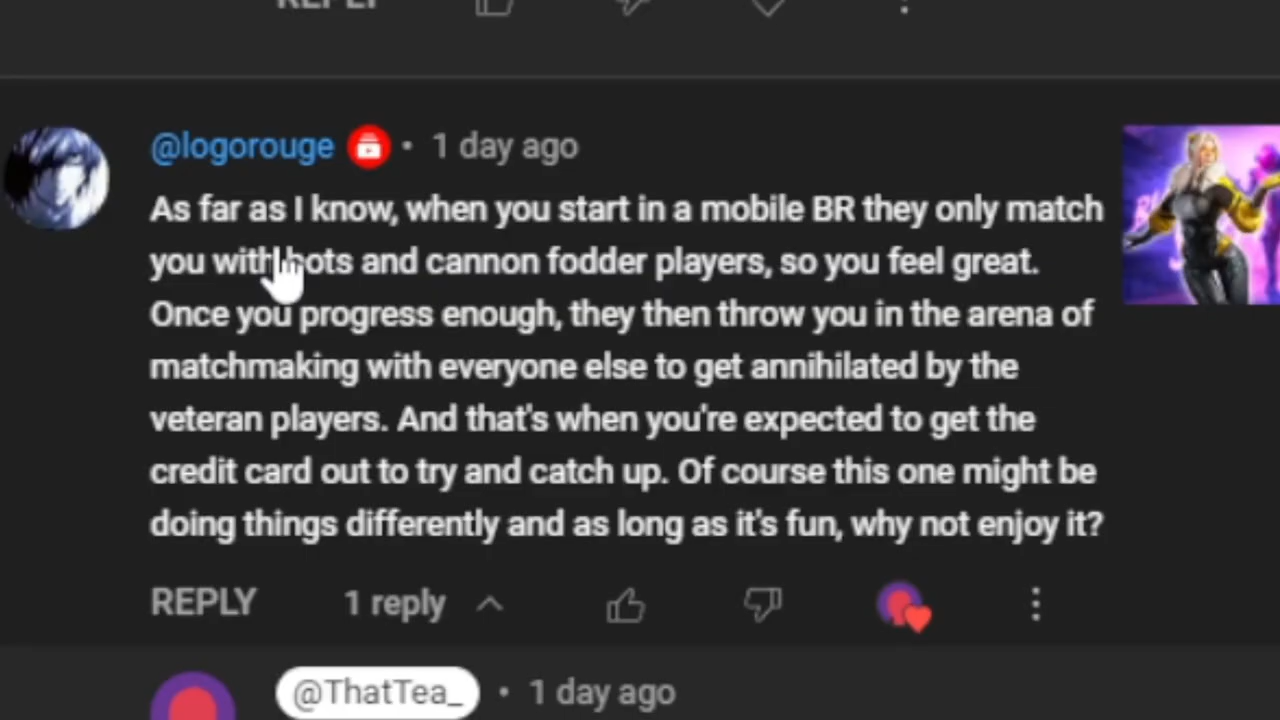 REPLY
@logorouge • 1 day ago
As far as I know, when you start in a mobile BR they only match
you with bots and cannon fodder players, so you feel great.
Once you progress enough, they then throw you in the arena of
matchmaking with everyone else to get annihilated by the
veteran players. And that's when you're expected to get the
credit card out to try and catch up. Of course this one might be
doing things differently and as long as it's fun, why not enjoy it?
REPLY 1 reply
@ThatTea_ • 1 day ago